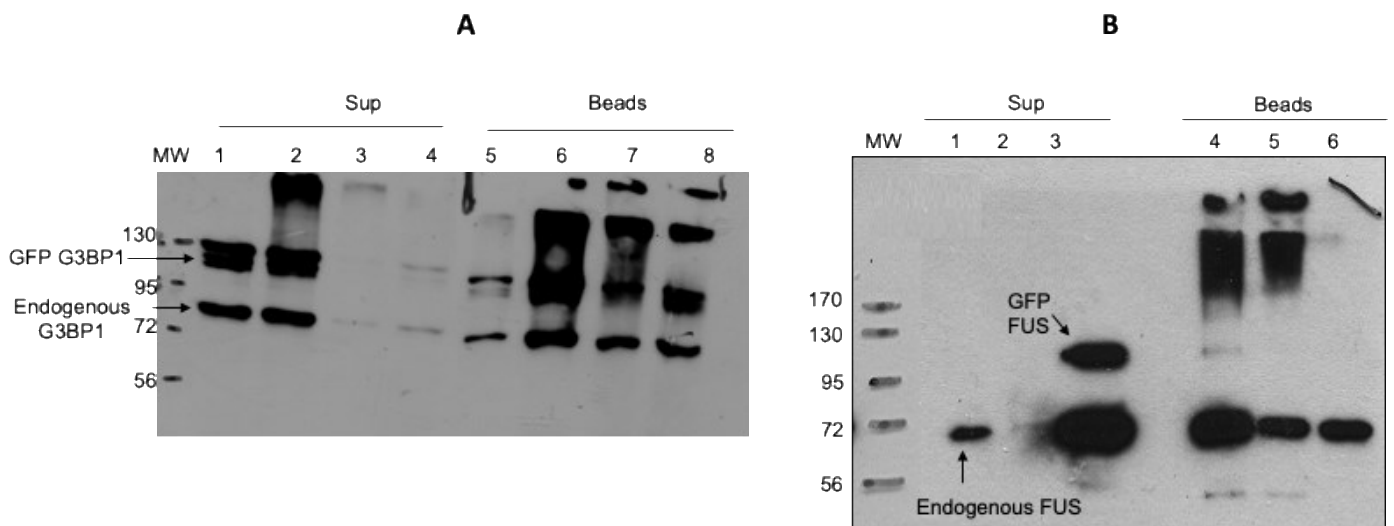 A
Sup
Beads
MW 1 2 3 4 5 6 7 8
130
GFP G3BP1
95
Endogenous
G3BP1
72
56
B
Sup
Beads
MW 1 2 3 4 5 6
170
GFP
FUS
130
95
72
56
Endogenous FUS